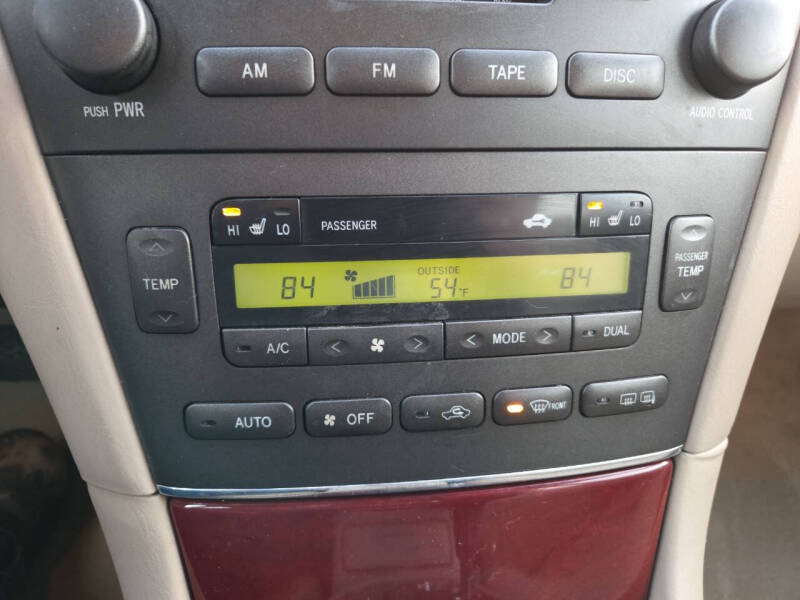 AM FM TAPE DISC
PUSH PWR AUDIO CONTROL
HI LO PASSENGER HI LO
OUTSIDE
TEMP 84 54°F 84 PASSENGER TEMP
A/C MODE DUAL
AUTO OFF FRONT